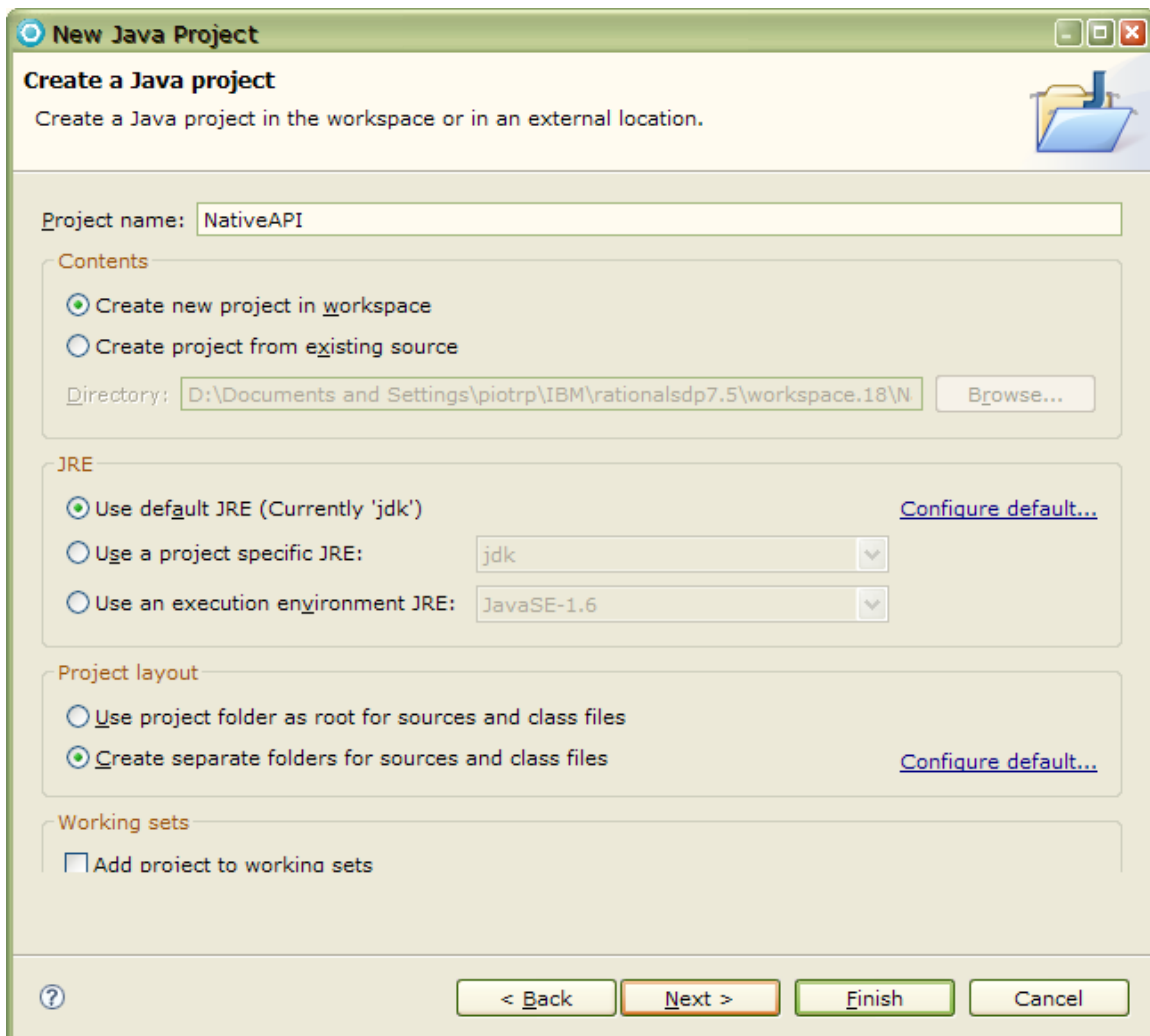 New Java Project
Create a Java project
Create a Java project in the workspace or in an external location.
Project name: NativeAPI
Contents
Create new project in workspace
Create project from existing source
Directory: D:\Documents and Settings\piotrp\IBM\rationalsdp7.5\workspace.18\N Browse...
JRE
Use default JRE (Currently 'jdk') Configure default...
Use a project specific JRE: jdk
Use an execution environment JRE: JavaSE-1.6
Project layout
Use project folder as root for sources and class files
Create separate folders for sources and class files Configure default...
Working sets
Add project to working sets
? < Back Next > Finish Cancel